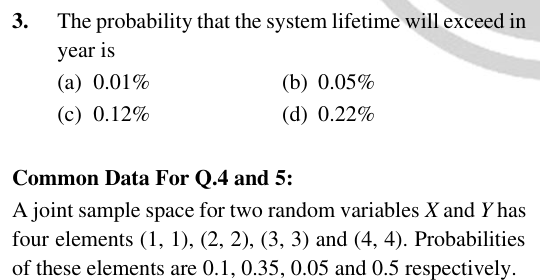 3. The probability that the system lifetime will exceed in
year is
(a) 0.01% (b) 0.05%
(c) 0.12% (d) 0.22%
Common Data For Q.4 and 5:
A joint sample space for two random variables X and Y has
four elements (1, 1), (2, 2), (3, 3) and (4, 4). Probabilities
of these elements are 0.1, 0.35, 0.05 and 0.5 respectively.